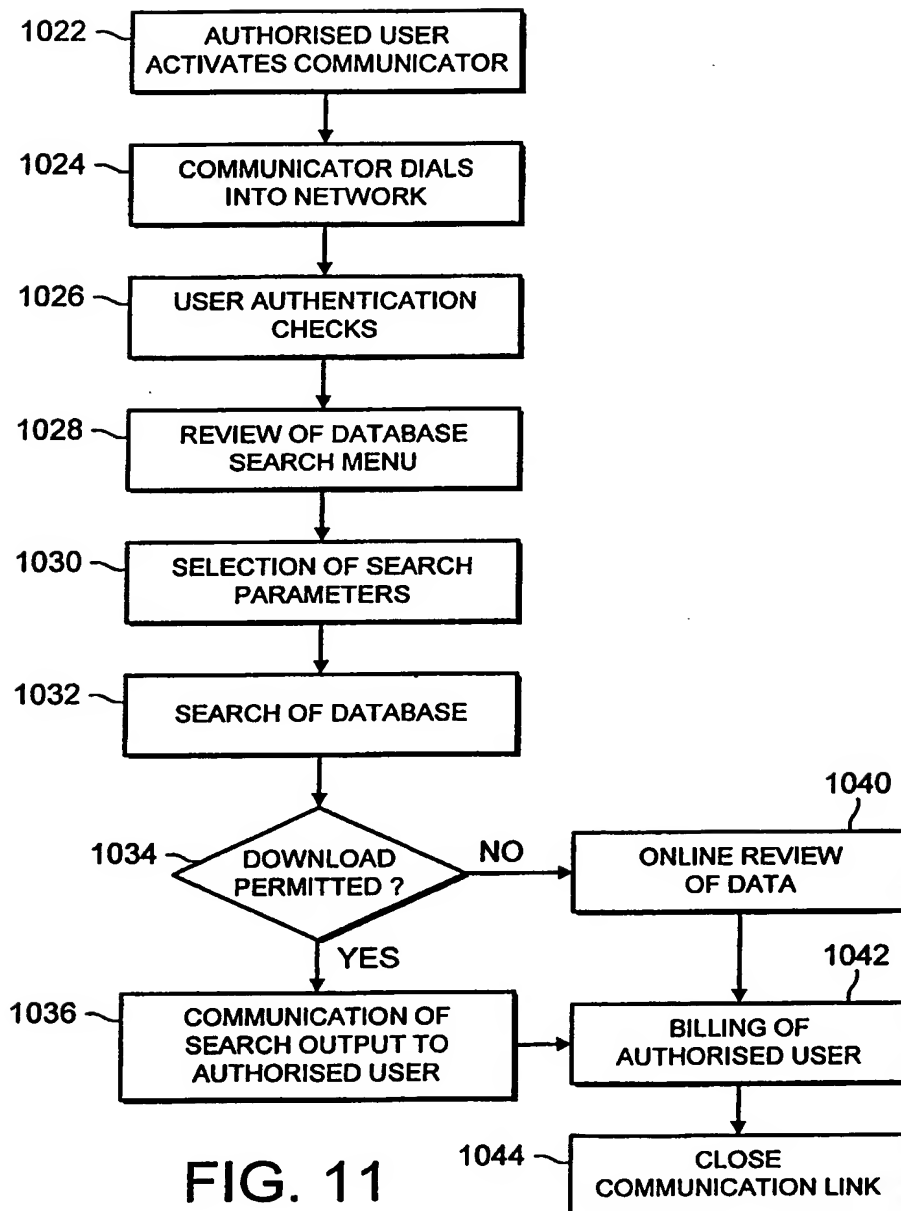 1022
AUTHORISED USER
ACTIVATES COMMUNICATOR
1024
COMMUNICATOR DIALS
INTO NETWORK
1026
USER AUTHENTICATION
CHECKS
1028
REVIEW OF DATABASE
SEARCH MENU
1030
SELECTION OF SEARCH
PARAMETERS
1032
SEARCH OF DATABASE
1034
DOWNLOAD
PERMITTED ?
NO
1040
ONLINE REVIEW
OF DATA
YES
1036
COMMUNICATION OF
SEARCH OUTPUT TO
AUTHORISED USER
1042
BILLING OF
AUTHORISED USER
1044
CLOSE
COMMUNICATION LINK
FIG. 11